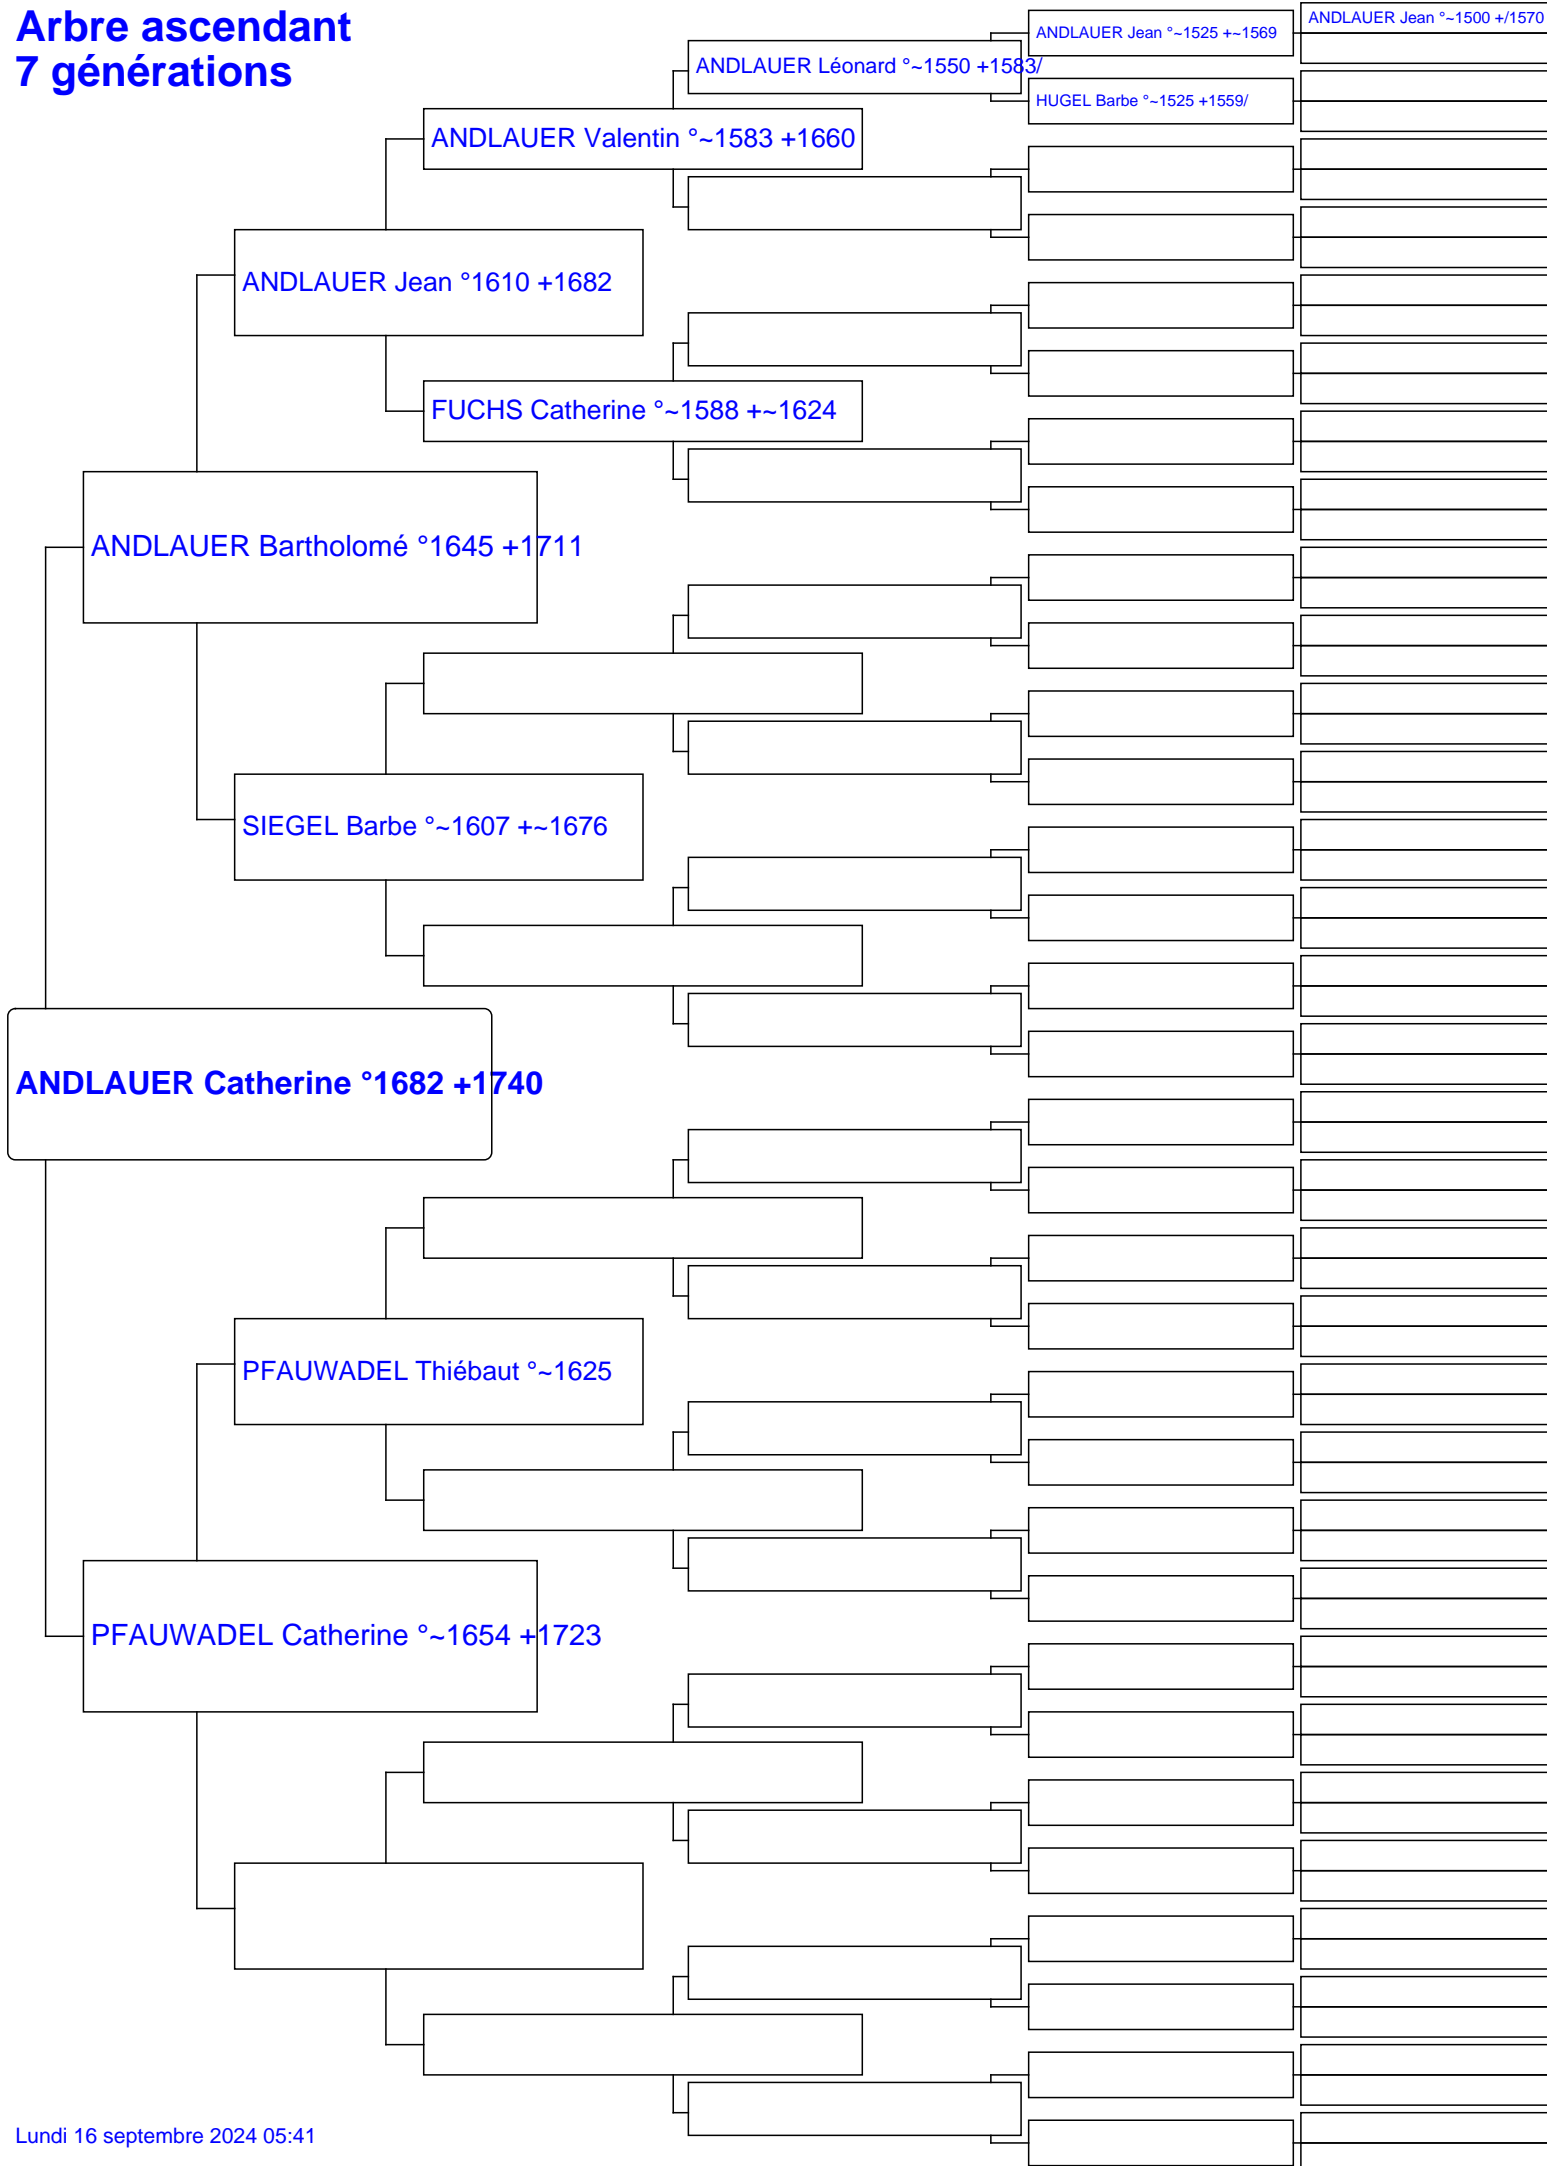 Arbre ascendant
7 générations
ANDLAUER Jean °~1500 +/1570
ANDLAUER Jean °~1525 +~1569
ANDLAUER Léonard °~1550 +1583/
HUGEL Barbe °~1525 +1559/
ANDLAUER Valentin °~1583 +1660
ANDLAUER Jean °1610 +1682
FUCHS Catherine °~1588 +~1624
ANDLAUER Bartholomé °1645 +1711
SIEGEL Barbe °~1607 +~1676
ANDLAUER Catherine °1682 +1740
PFAUWADEL Thiébaut °~1625
PFAUWADEL Catherine °~1654 +1723
Lundi 16 septembre 2024 05:41